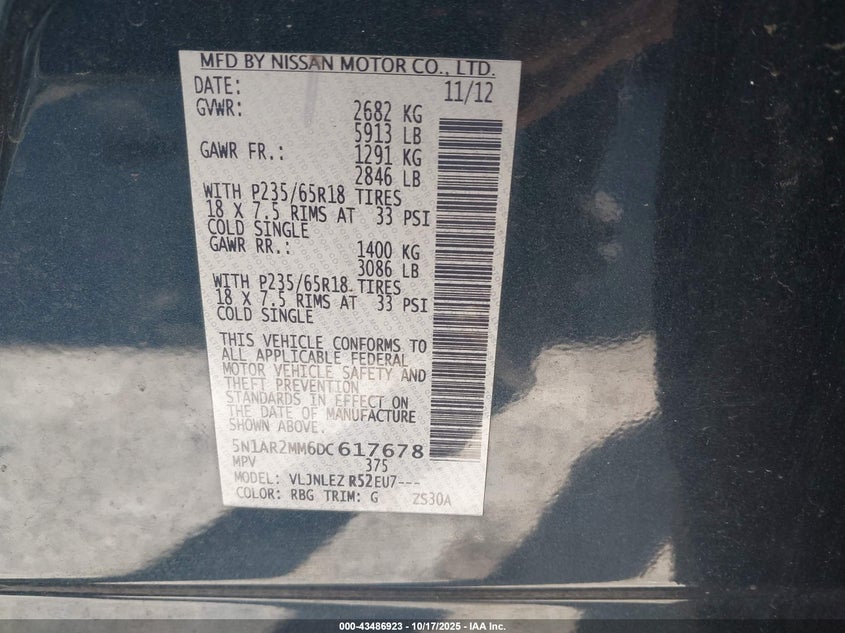 MFD BY NISSAN MOTOR CO., LTD.
DATE: 11/12
GVWR: 2682 KG
5913 LB
GAWR FR.: 1291 KG
2846 LB
WITH P235/65R18 TIRES
18 X 7.5 RIMS AT 33 PSI
COLD SINGLE
GAWR RR.: 1400 KG
3086 LB
WITH P235/65R18 TIRES
18 X 7.5 RIMS AT 33 PSI
COLD SINGLE
THIS VEHICLE CONFORMS TO
ALL APPLICABLE FEDERAL
MOTOR VEHICLE SAFETY AND
THEFT PREVENTION
STANDARDS IN EFFECT ON
THE DATE OF MANUFACTURE
SHOWN ABOVE.
5N1AR2MM6DC617678
MPV 375
MODEL: VLJNLEZ R52EU7---
COLOR: RBG TRIM: G ZS30A
000-43486923 - 10/17/2025 - IAA Inc.